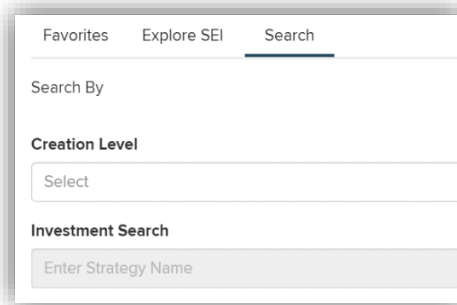 Favorites Explore SEI Search
Search By
Creation Level
Select
Investment Search
Enter Strategy Name